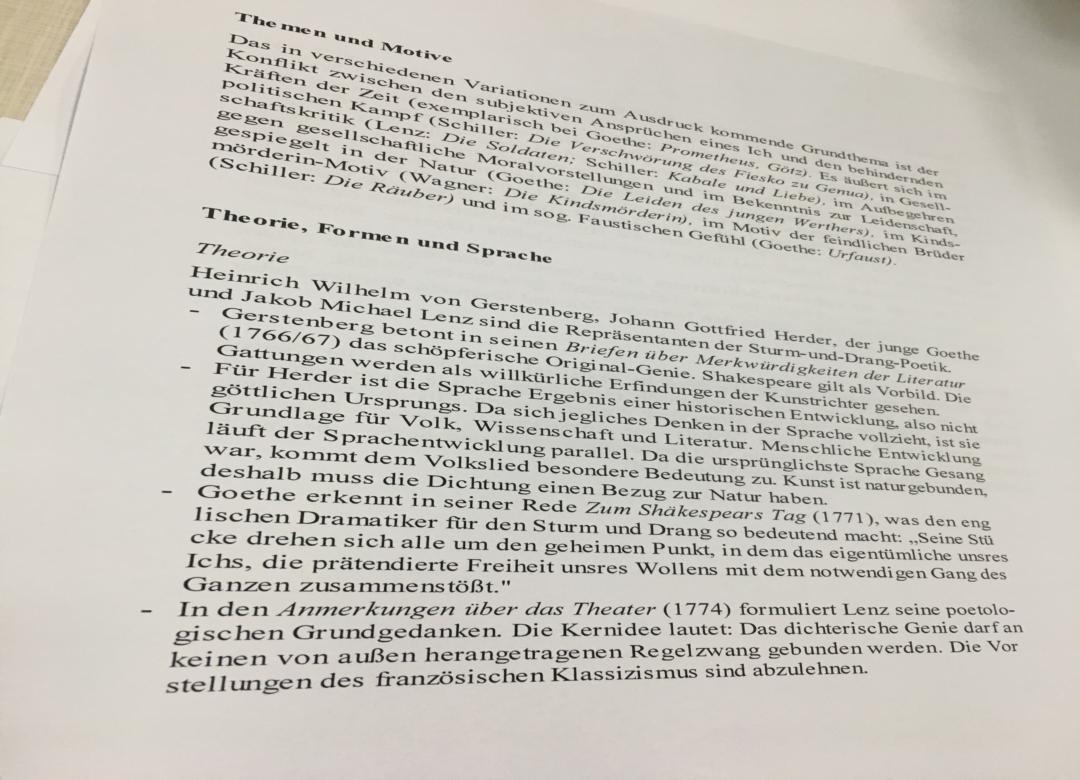 Themen und Motive
Das in verschiedenen Variationen zum Ausdruck kommende Grundthema ist der
Konflikt zwischen den subjektiven Ansprüchen eines Ich und den behindernden
Kräften der Zeit (exemplarisch bei Goethe: Prometheus, Götz). Es äußert sich im
politischen Kampf (Schiller: Die Verschwörung des Fiesko zu Genua), in Gesell-
schaftskritik (Lenz: Die Soldaten; Schiller: Kabale und Liebe), im Aufbegehren
gegen gesellschaftliche Moralvorstellungen und im Bekenntnis zur Leidenschaft,
gespiegelt in der Natur (Goethe: Die Leiden des jungen Werthers), im Kinds-
mörderin-Motiv (Wagner: Die Kindsmörderin), im Motiv der feindlichen Brüder
(Schiller: Die Räuber) und im sog. Faustischen Gefühl (Goethe: Urfaust).
Theorie, Formen und Sprache
Theorie
Heinrich Wilhelm von Gerstenberg, Johann Gottfried Herder, der junge Goethe
und Jakob Michael Lenz sind die Repräsentanten der Sturm-und-Drang-Poetik.
- Gerstenberg betont in seinen Briefen über Merkwürdigkeiten der Literatur
(1766/67) das schöpferische Original-Genie. Shakespeare gilt als Vorbild. Die
Gattungen werden als willkürliche Erfindungen der Kunstrichter gesehen.
- Für Herder ist die Sprache Ergebnis einer historischen Entwicklung, also nicht
göttlichen Ursprungs. Da sich jegliches Denken in der Sprache vollzieht, ist sie
Grundlage für Volk, Wissenschaft und Literatur. Menschliche Entwicklung
läuft der Sprachentwicklung parallel. Da die ursprünglichste Sprache Gesang
war, kommt dem Volkslied besondere Bedeutung zu. Kunst ist naturgebunden,
deshalb muss die Dichtung einen Bezug zur Natur haben.
- Goethe erkennt in seiner Rede Zum Shäkespears Tag (1771), was den eng
lischen Dramatiker für den Sturm und Drang so bedeutend macht: „Seine Stü
cke drehen sich alle um den geheimen Punkt, in dem das eigentümliche unsres
Ichs, die prätendierte Freiheit unsres Wollens mit dem notwendigen Gang des
Ganzen zusammenstößt."
- In den Anmerkungen über das Theater (1774) formuliert Lenz seine poetolo-
gischen Grundgedanken. Die Kernidee lautet: Das dichterische Genie darf an
keinen von außen herangetragenen Regelzwang gebunden werden. Die Vor
stellungen des französischen Klassizismus sind abzulehnen.